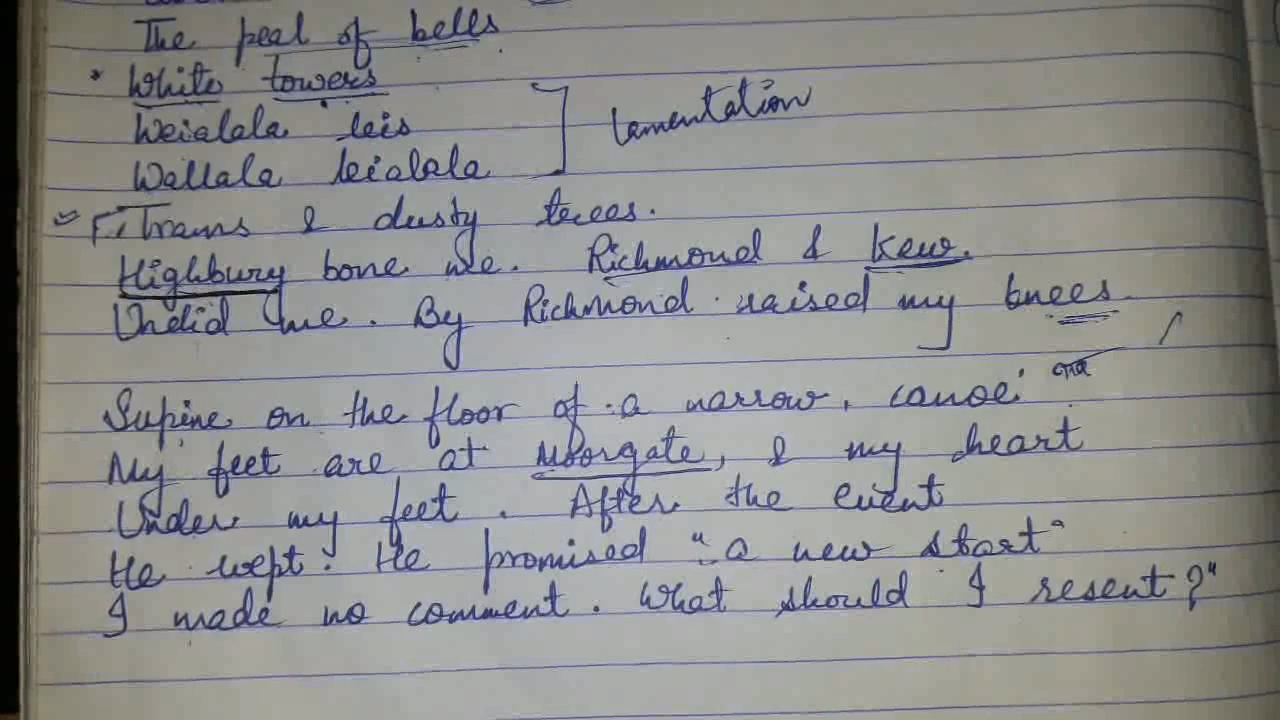 The peal of bells
* White towers
Weialala leis
Wallala leialala
] lamentation
Trams & dusty trees.
Highbury bone me. Richmond & Kew.
Undid me. By Richmond raised my knees
Supine on the floor of a narrow, canoe
My feet are at Moorgate, & my heart
Under my feet. After the event
He wept. He promised "a new start"
I made no comment. What should I resent?"